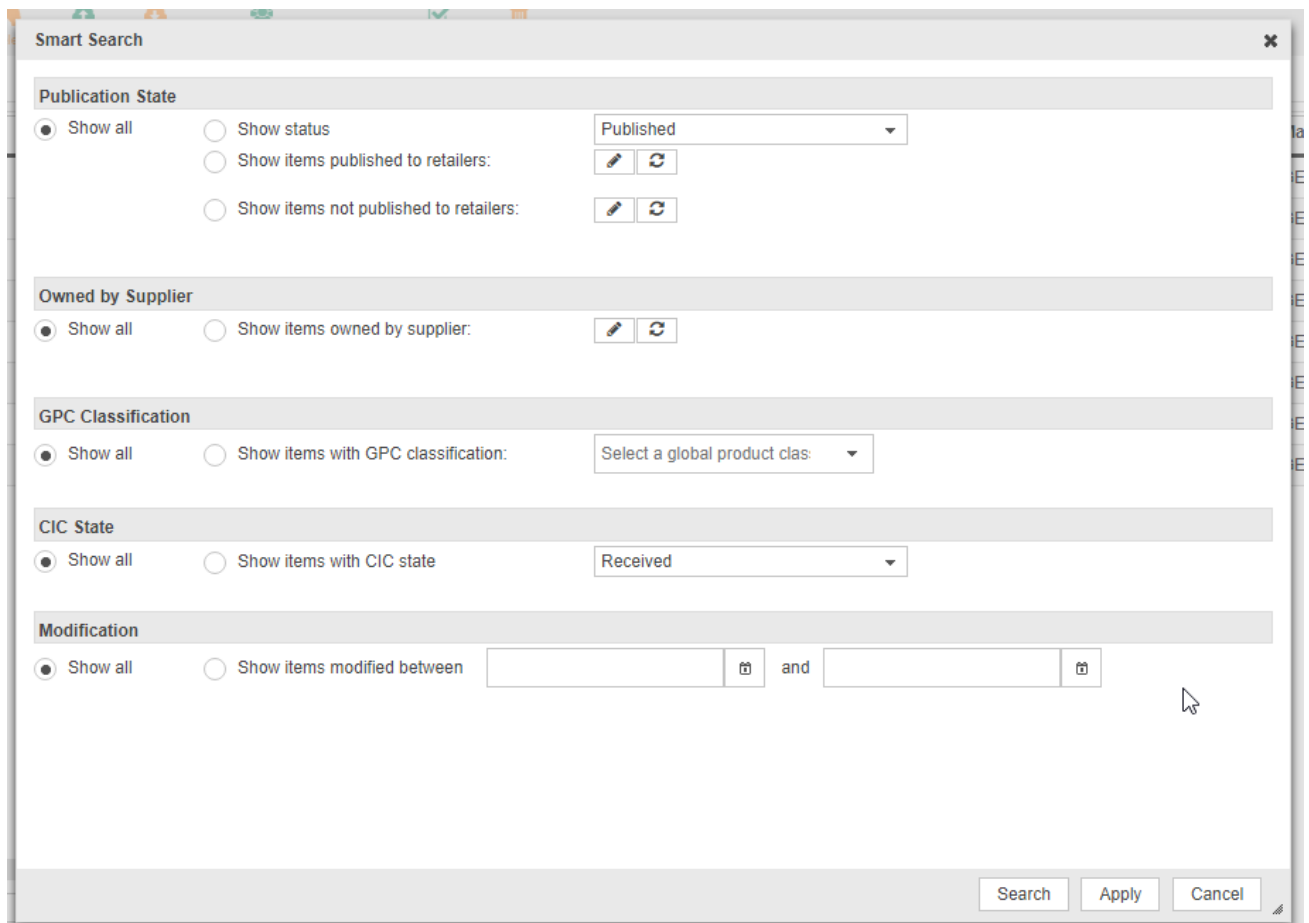 Smart Search
Publication State
Show all Show status Published
Show items published to retailers:
Show items not published to retailers:
Owned by Supplier
Show all Show items owned by supplier:
GPC Classification
Show all Show items with GPC classification: Select a global product clas
CIC State
Show all Show items with CIC state Received
Modification
Show all Show items modified between and
Search Apply Cancel